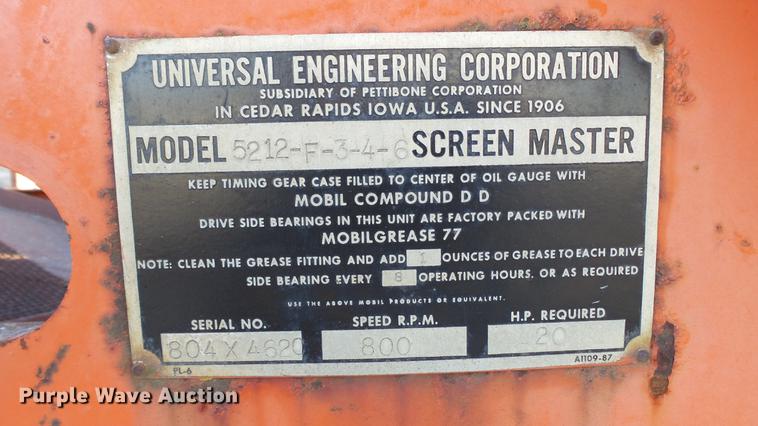 UNIVERSAL ENGINEERING CORPORATION
SUBSIDIARY OF PETTIBONE CORPORATION
IN CEDAR RAPIDS IOWA U.S.A. SINCE 1906
MODEL 5212-F-3-4-6 SCREEN MASTER
KEEP TIMING GEAR CASE FILLED TO CENTER OF OIL GAUGE WITH
MOBIL COMPOUND D D
DRIVE SIDE BEARINGS IN THIS UNIT ARE FACTORY PACKED WITH
MOBILGREASE 77
NOTE: CLEAN THE GREASE FITTING AND ADD 1 OUNCES OF GREASE TO EACH DRIVE
SIDE BEARING EVERY 8 OPERATING HOURS, OR AS REQUIRED
USE THE ABOVE MOBIL PRODUCTS OR EQUIVALENT.
SERIAL NO. SPEED R.P.M. H.P. REQUIRED
804X4620 800 20
PL-6 A1109-87
Purple Wave Auction